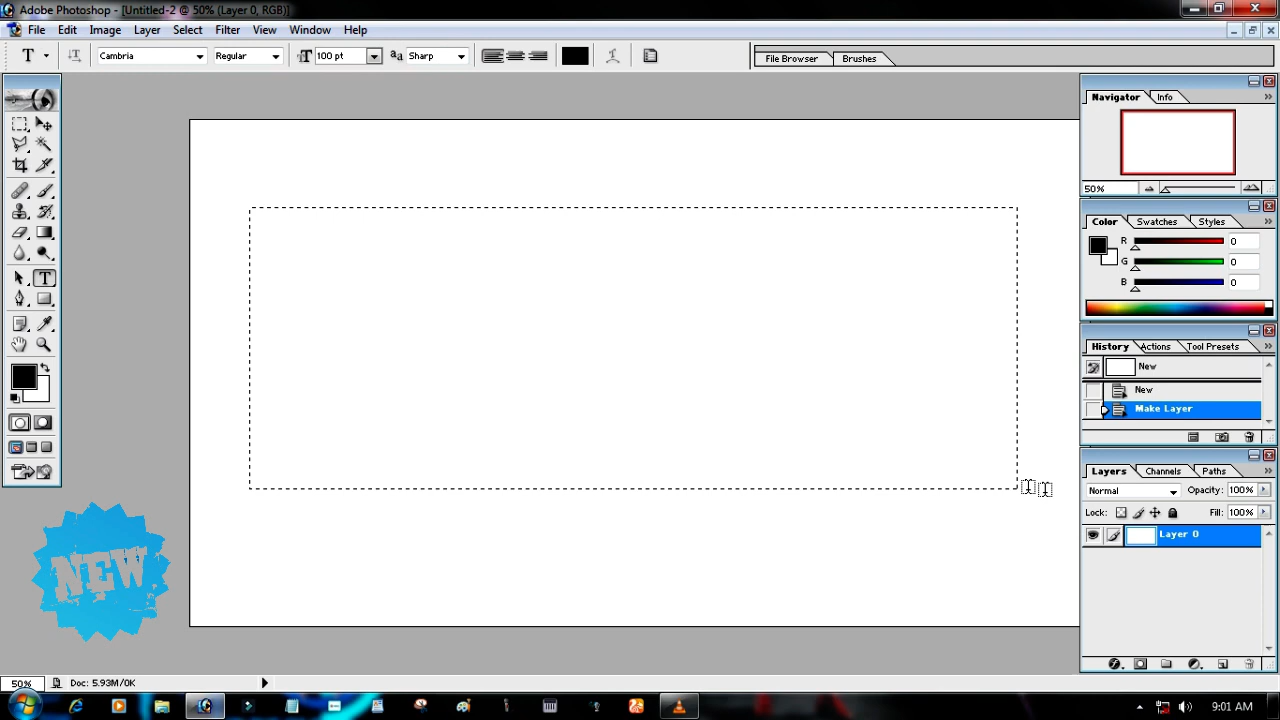 Adobe Photoshop - [Untitled-2 @ 50% (Layer 0, RGB)]
File Edit Image Layer Select Filter View Window Help
T T Cambria Regular T 100 pt aa Sharp File Browser Brushes
Navigator Info
50%
Color Swatches Styles
R 0
G 0
B 0
History Actions Tool Presets
New
New
Make Layer
Layers Channels Paths
Normal Opacity: 100%
Lock: Fill: 100%
Layer 0
T
NEW
50% Doc: 5.93M/0K
9:01 AM